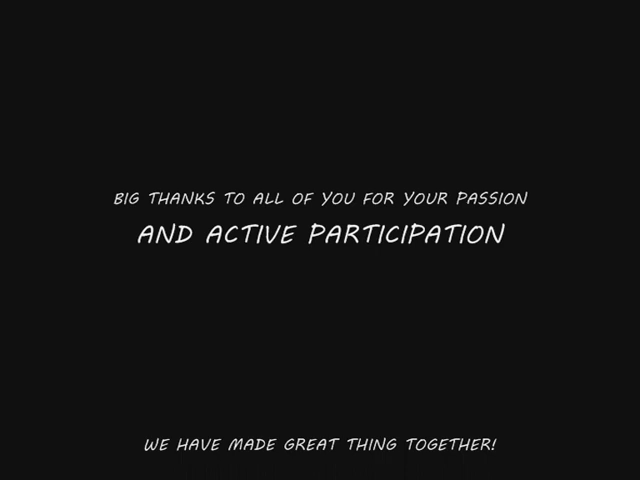 BIG THANKS TO ALL OF YOU FOR YOUR PASSION
AND ACTIVE PARTICIPATION
WE HAVE MADE GREAT THING TOGETHER!